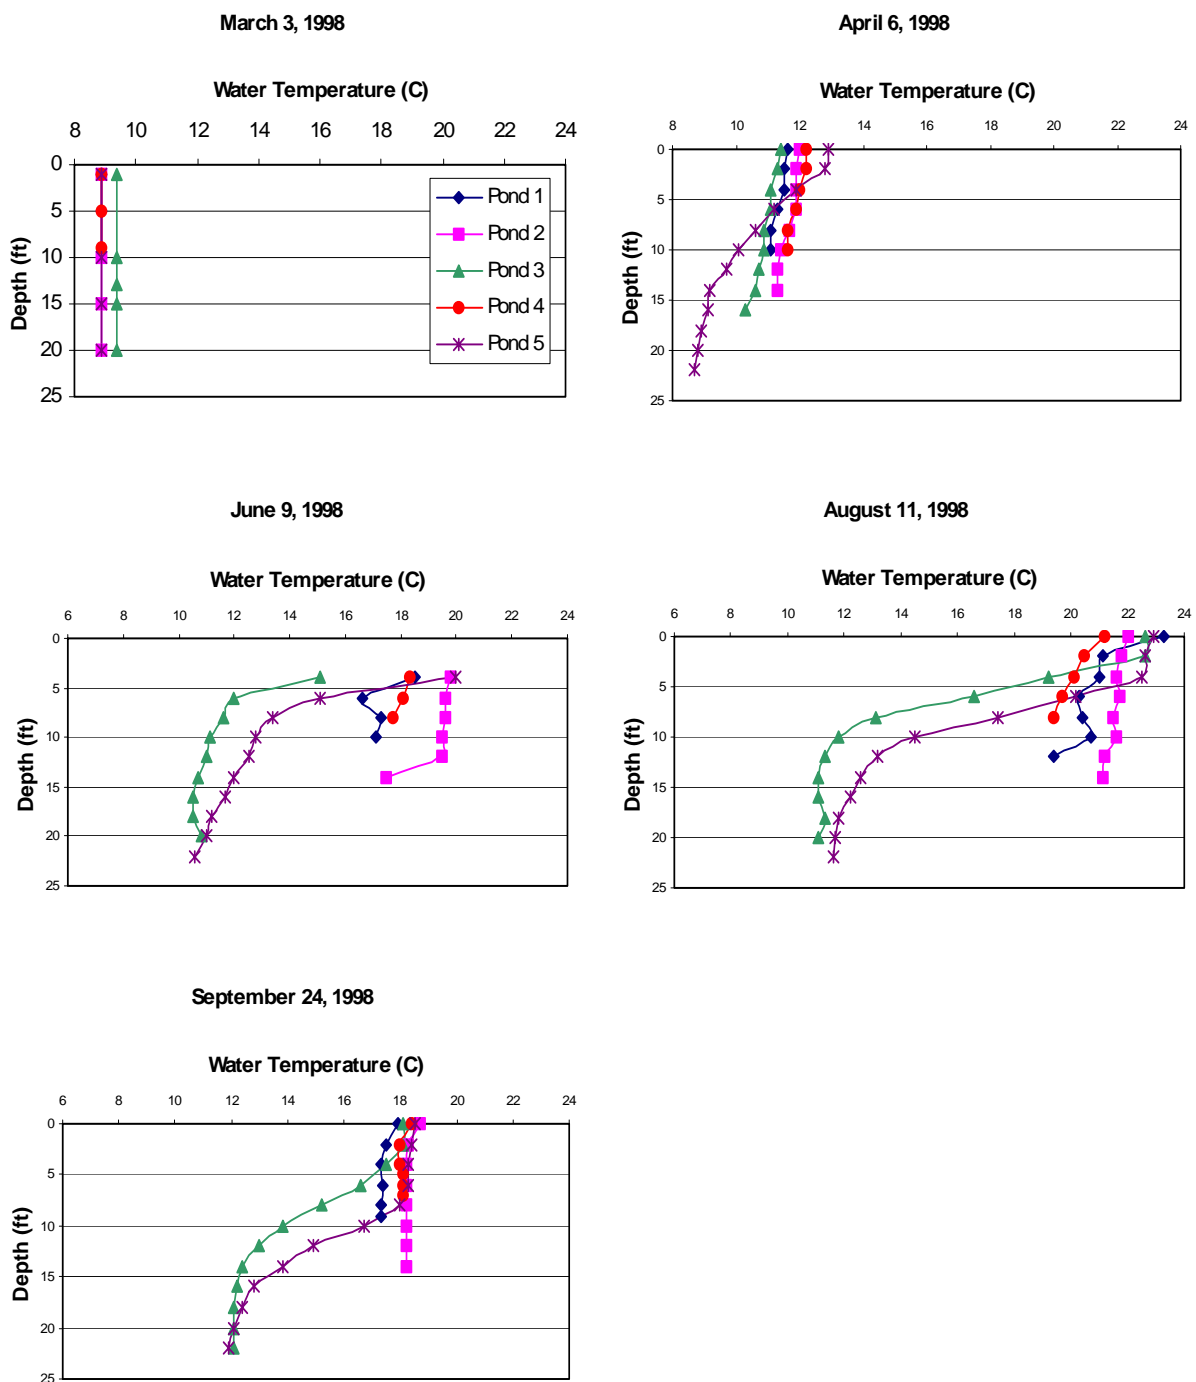 March 3, 1998
Water Temperature (C)
8 10 12 14 16 18 20 22 24
0
5
10
15
20
25
Depth (ft)
Pond 1
Pond 2
Pond 3
Pond 4
Pond 5
April 6, 1998
Water Temperature (C)
8 10 12 14 16 18 20 22 24
0
5
10
15
20
25
Depth (ft)
June 9, 1998
Water Temperature (C)
6 8 10 12 14 16 18 20 22 24
0
5
10
15
20
25
Depth (ft)
August 11, 1998
Water Temperature (C)
6 8 10 12 14 16 18 20 22 24
0
5
10
15
20
25
Depth (ft)
September 24, 1998
Water Temperature (C)
6 8 10 12 14 16 18 20 22 24
0
5
10
15
20
25
Depth (ft)